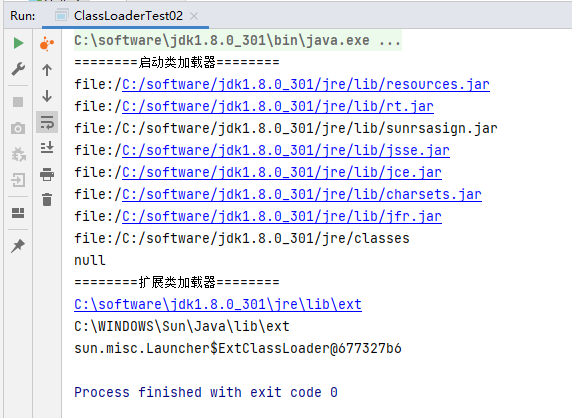 Run: ClassLoaderTest02
C:\software\jdk1.8.0_301\bin\java.exe ...
========启动类加载器========
file:/C:/software/jdk1.8.0_301/jre/lib/resources.jar
file:/C:/software/jdk1.8.0_301/jre/lib/rt.jar
file:/C:/software/jdk1.8.0_301/jre/lib/sunrsasign.jar
file:/C:/software/jdk1.8.0_301/jre/lib/jsse.jar
file:/C:/software/jdk1.8.0_301/jre/lib/jce.jar
file:/C:/software/jdk1.8.0_301/jre/lib/charsets.jar
file:/C:/software/jdk1.8.0_301/jre/lib/jfr.jar
file:/C:/software/jdk1.8.0_301/jre/classes
null
========扩展类加载器========
C:\software\jdk1.8.0_301\jre\lib\ext
C:\WINDOWS\Sun\Java\lib\ext
sun.misc.Launcher$ExtClassLoader@677327b6
Process finished with exit code 0